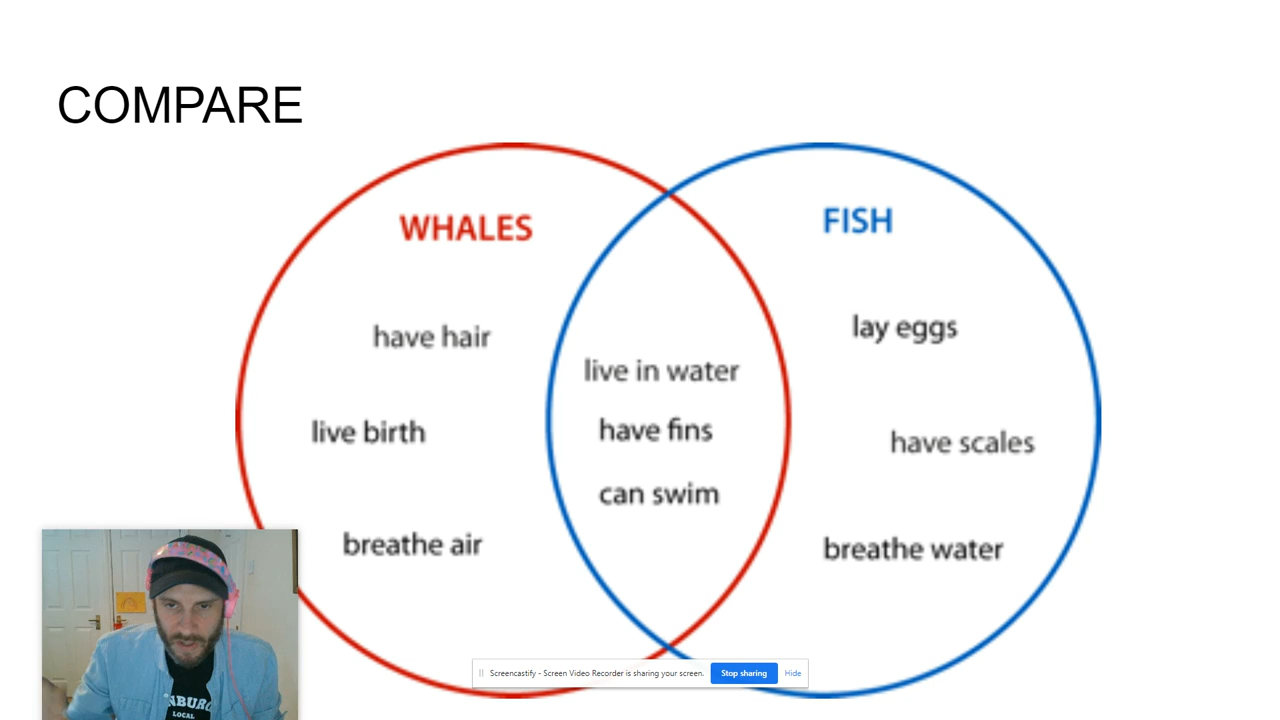 COMPARE
WHALES
FISH
have hair
lay eggs
live in water
live birth
have fins
have scales
can swim
breathe air
breathe water
Screencastify - Screen Video Recorder is sharing your screen.
Stop sharing
Hide
LOCAL